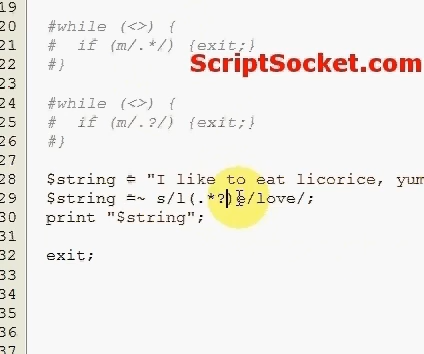 19
20 #while (<>) {
21 # if (m/.*/) {exit;}
22 #}
ScriptSocket.com
23
24 #while (<>) {
25 # if (m/.?/) {exit;}
26 #}
27
28 $string = "I like to eat licorice, yum
29 $string =~ s/l(.*?)e/love/;
30 print "$string";
31
32 exit;
33
34
35
36
37